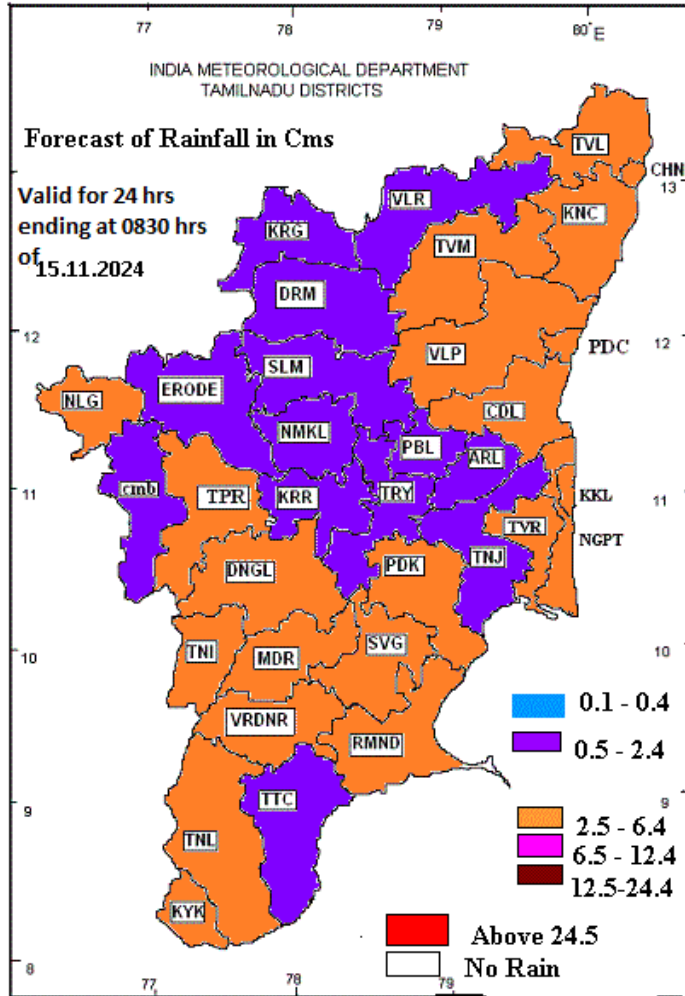 77 78 79 80° E
INDIA METEOROLOGICAL DEPARTMENT
TAMILNADU DISTRICTS
Forecast of Rainfall in Cms
Valid for 24 hrs
ending at 0830 hrs
of 15.11.2024
TVL
CHN
13
VLR
KNC
KRG
TVM
DRM
12
12
PDC
VLP
SLM
ERODE
NLG
CDL
NMKL
PBL
ARL
11
cmb
TPR
KRR
TRY
KKL
11
TVR
NGPT
TNJ
DNGL
PDK
10
TNI
MDR
SVG
10
VRDNR
RMND
9
TTC
9
TNL
KYK
8
0.1 - 0.4
0.5 - 2.4
2.5 - 6.4
6.5 - 12.4
12.5-24.4
Above 24.5
No Rain
77 78 79